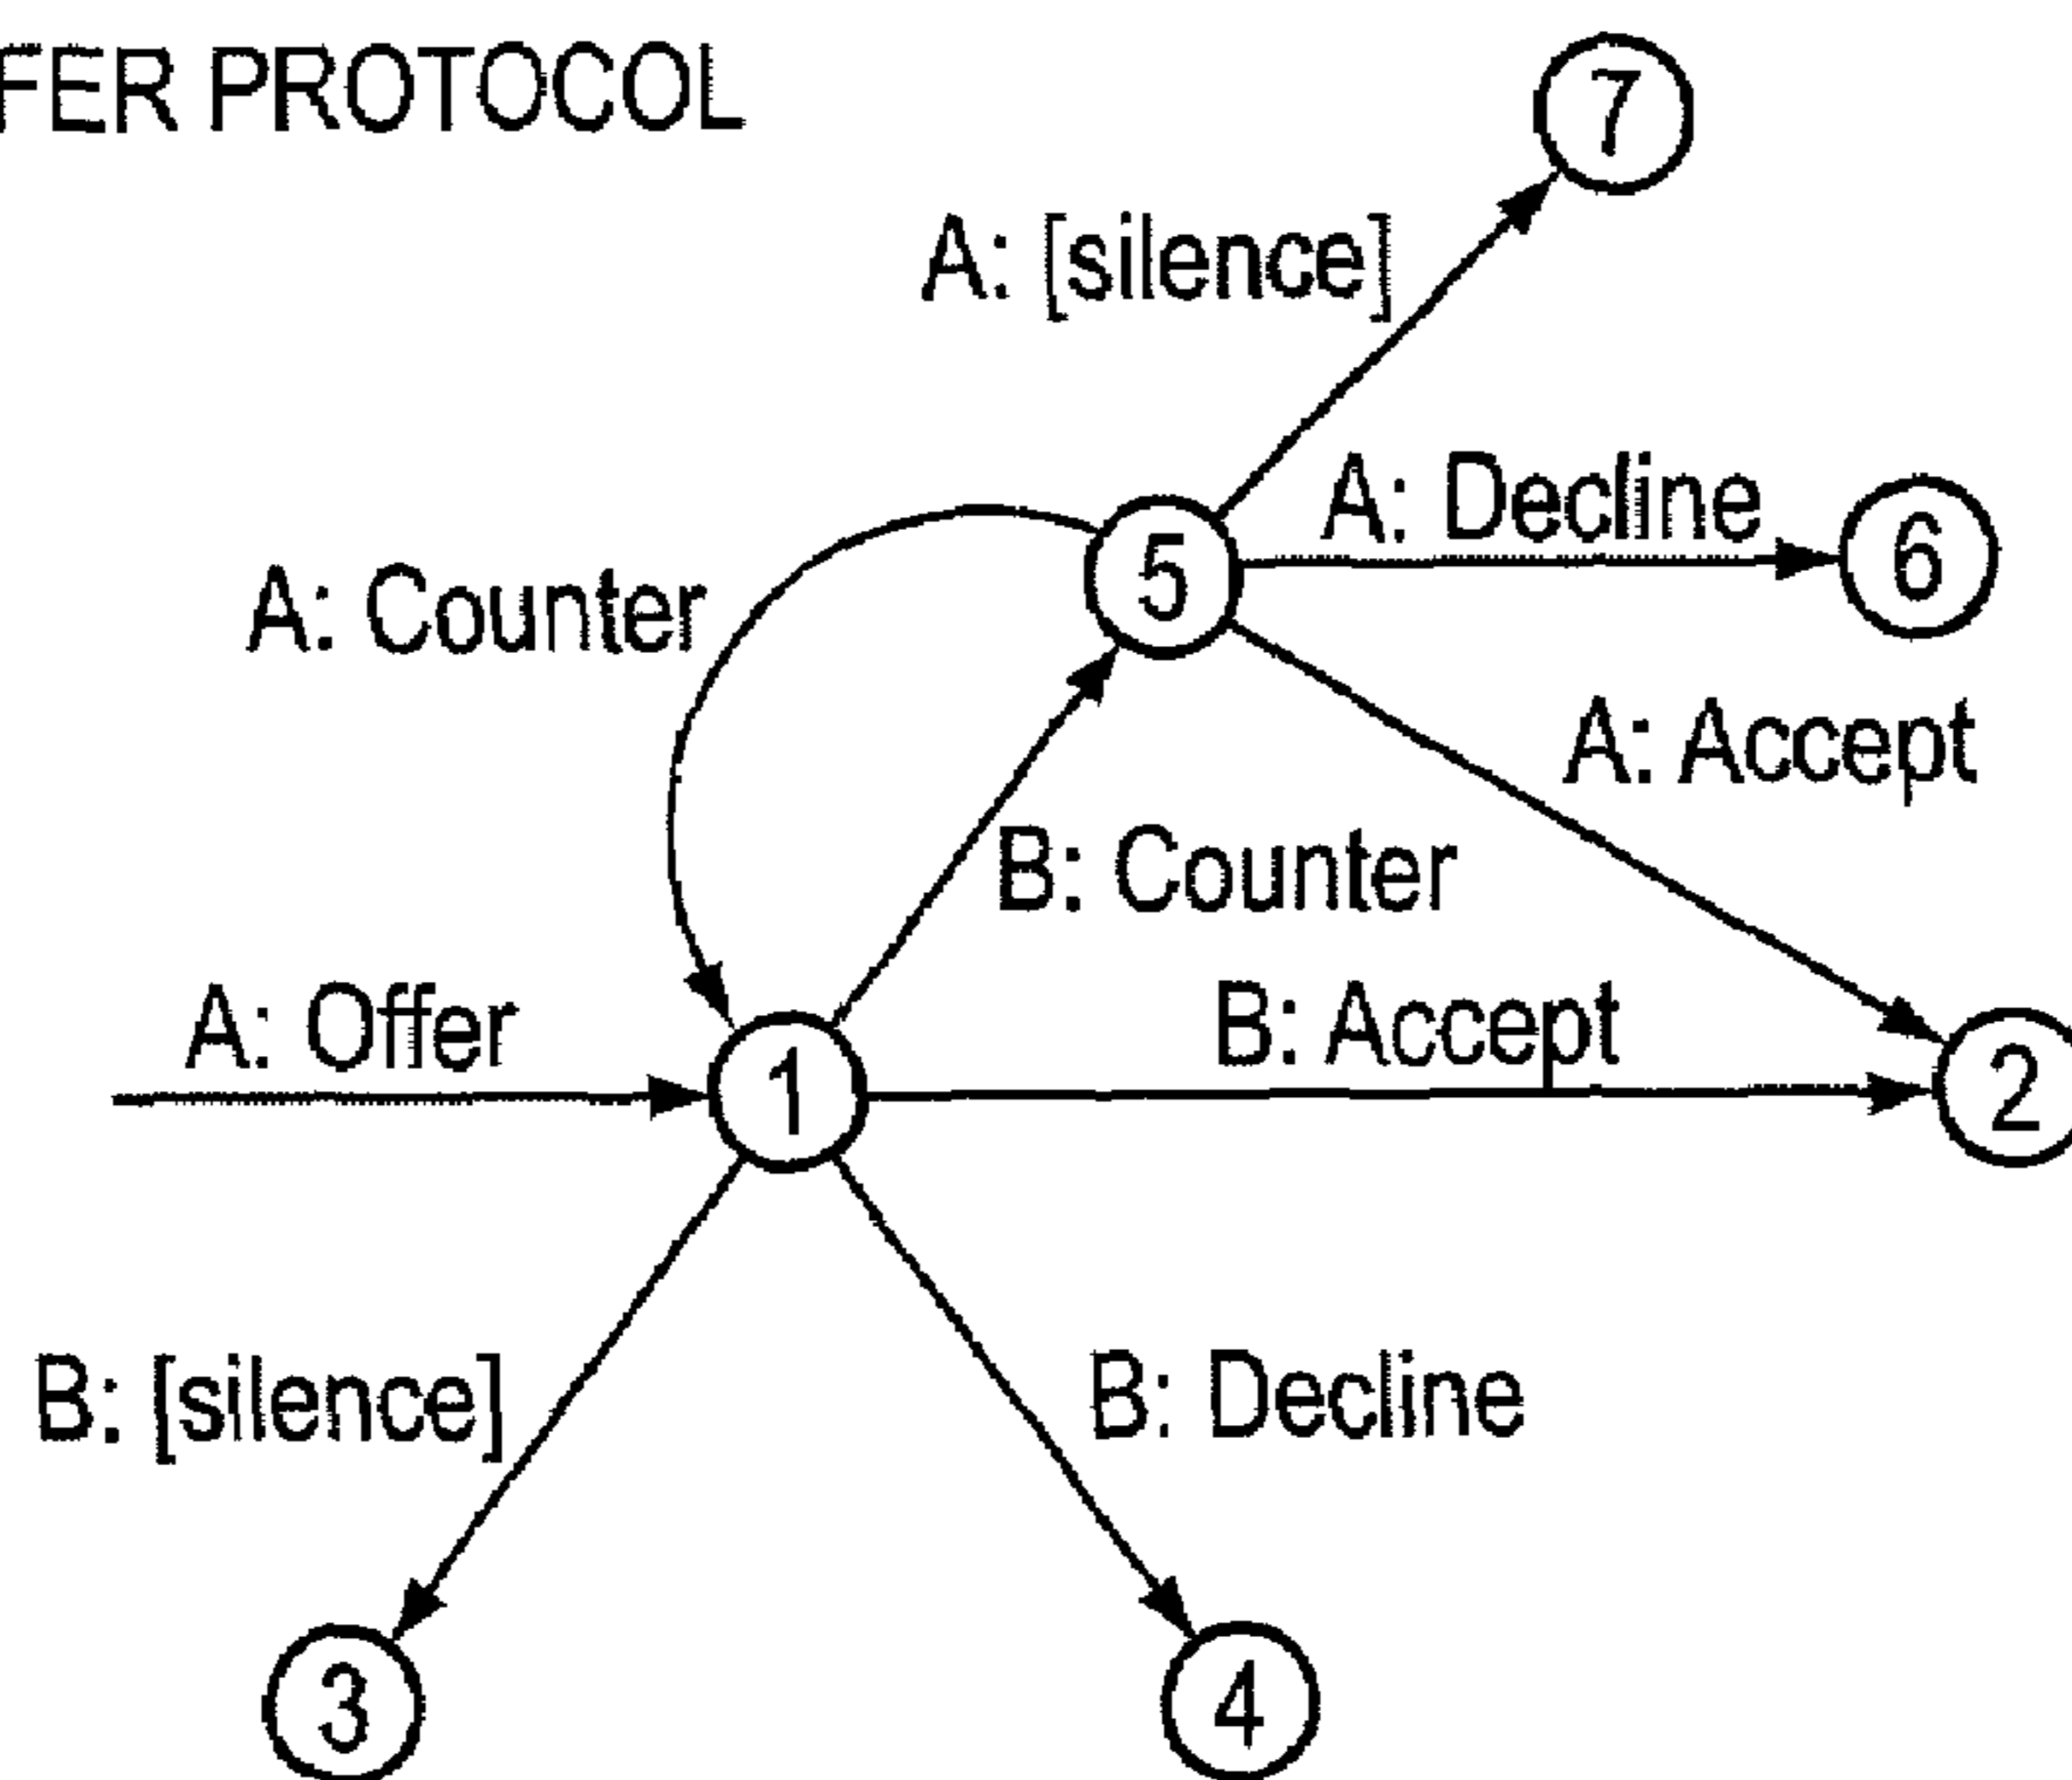 FER PROTOCOL
7
A: [silence]
A: Decline
5
6
A: Counter
A: Accept
B: Counter
A: Offer
B: Accept
1
2
B: [silence]
B: Decline
3
4